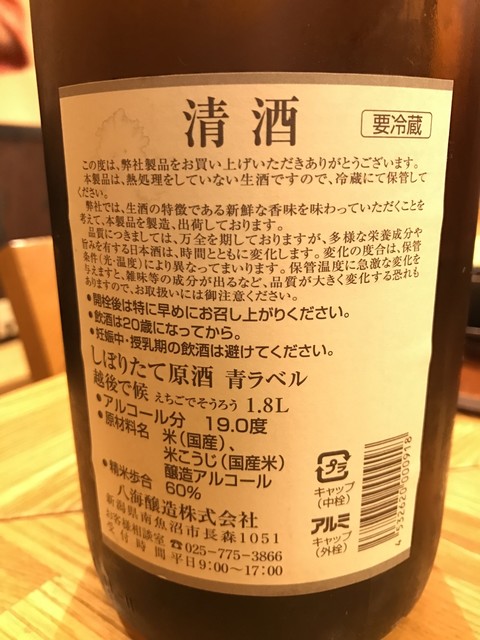 清酒
要冷蔵
この度は、弊社製品をお買い上げいただきありがとうございます。
本製品は、熱処理をしていない生酒ですので、冷蔵にて保管して
ください。
弊社では、生酒の特徴である新鮮な香味を味わっていただくことを
考えて、本製品を製造、出荷しております。
品質につきましては、万全を期しておりますが、多様な栄養成分や
旨みを有する日本酒は、時間とともに変化します。変化の度合は、保管
条件(光・温度)により異なってまいります。保管温度に急激な変化を
与えますと、雑味等の成分が出るなど、品質が大きく変化する恐れも
ありますので、お取扱いには御注意ください。
●開栓後は特に早めにお召し上がりください。
●飲酒は20歳になってから。
●妊娠中・授乳期の飲酒は避けてください。
しぼりたて原酒 青ラベル
越後で候 えちごでそうろう 1.8L
●アルコール分 19.0度
●原材料名 米(国産)、
米こうじ(国産米)
醸造アルコール
●精米歩合 60%
八海醸造株式会社
新潟県南魚沼市長森1051
お客様相談室 ☎025-775-3866
受付時間 平日9:00〜17:00
プラ
キャップ
(中栓)
アルミ
キャップ
(外栓)
4 532620 000918